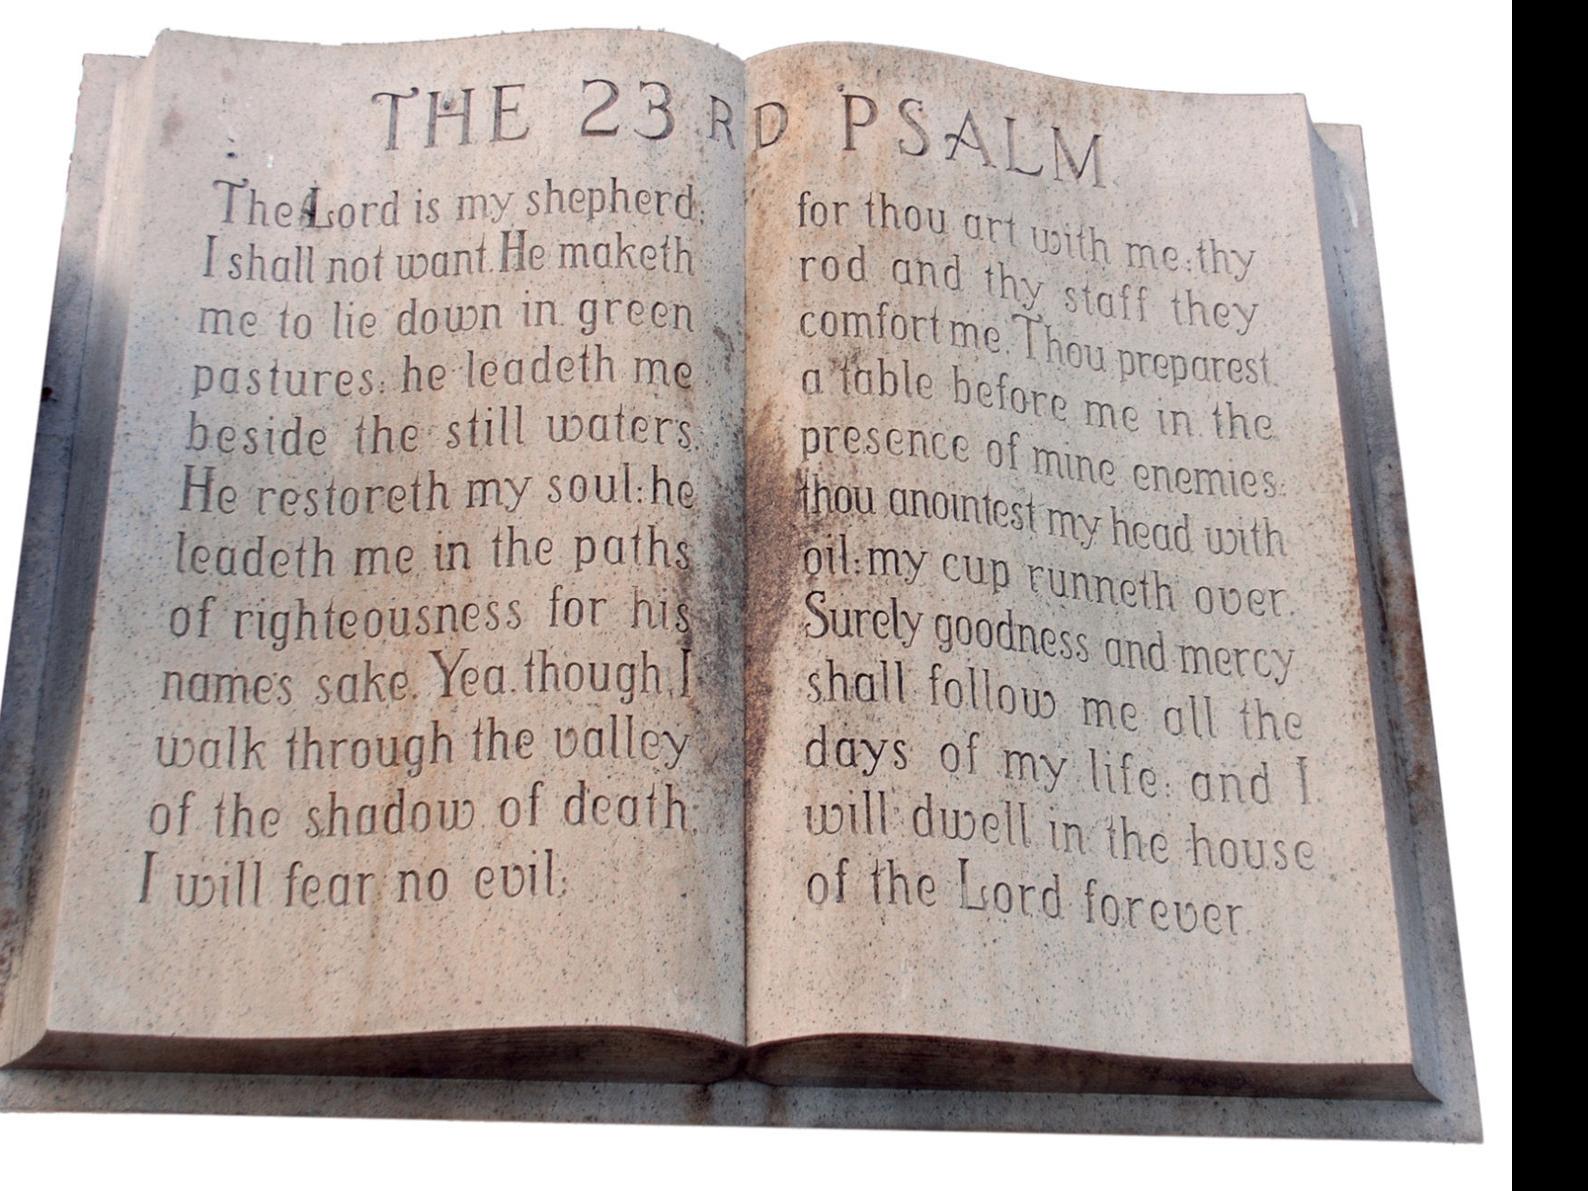 THE 23RD PSALM
The Lord is my shepherd;
I shall not want. He maketh
me to lie down in green
pastures: he leadeth me
beside the still waters.
He restoreth my soul: he
leadeth me in the paths
of righteousness for his
name's sake. Yea, though I
walk through the valley
of the shadow of death,
I will fear no evil;
for thou art with me; thy
rod and thy staff they
comfort me. Thou preparest
a table before me in the
presence of mine enemies:
thou anointest my head with
oil; my cup runneth over.
Surely goodness and mercy
shall follow me all the
days of my life: and I
will dwell in the house
of the Lord forever.